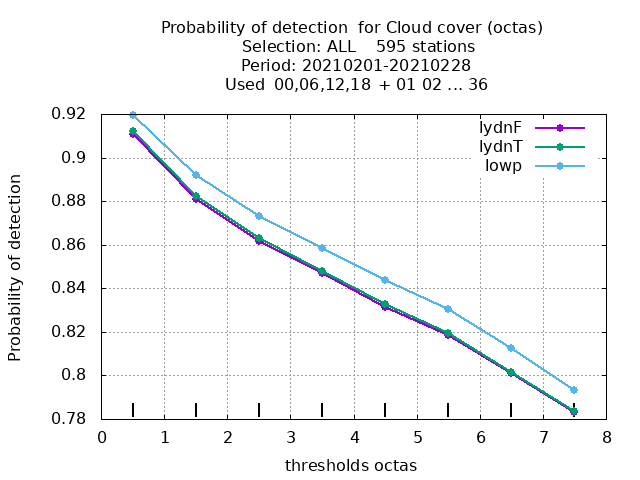 Probability of detection  for Cloud cover (octas)
Selection: ALL    595 stations
Period: 20210201-20210228
Used  00,06,12,18  + 01 02 ... 36
0.92
0.9
0.88
0.86
0.84
0.82
0.8
0.78
Probability of detection
lydnF
lydnT
lowp
0 1 2 3 4 5 6 7 8
thresholds octas